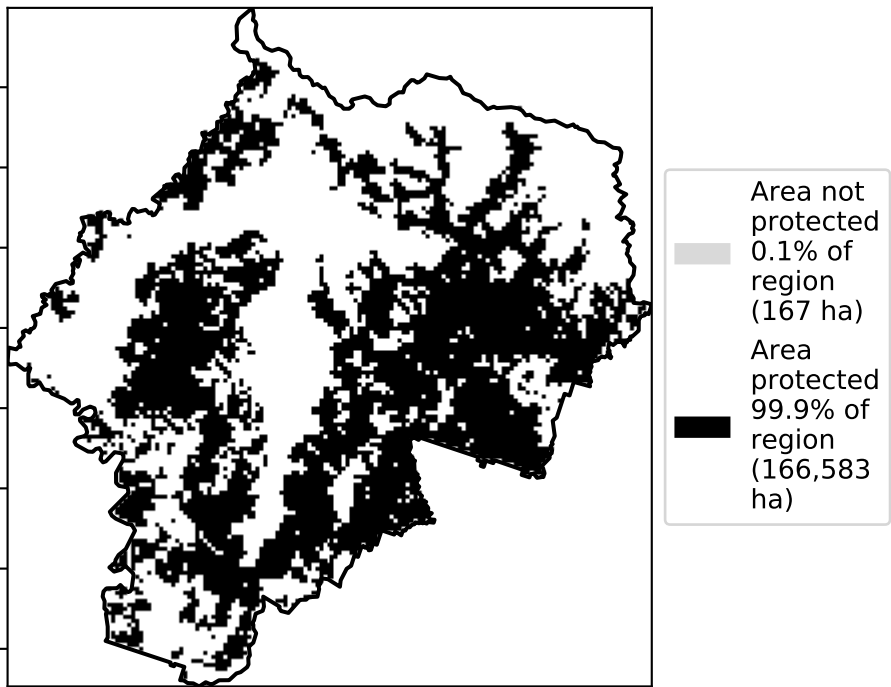 Area not
protected
0.1% of
region
(167 ha)
Area
protected
99.9% of
region
(166,583
ha)